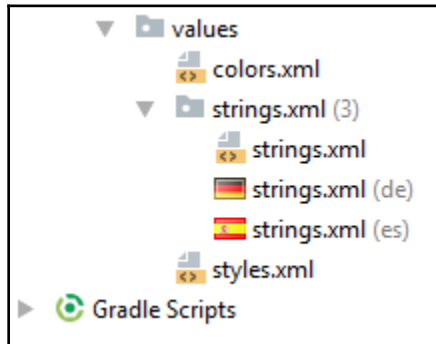 values
colors.xml
strings.xml (3)
strings.xml
strings.xml (de)
strings.xml (es)
styles.xml
Gradle Scripts